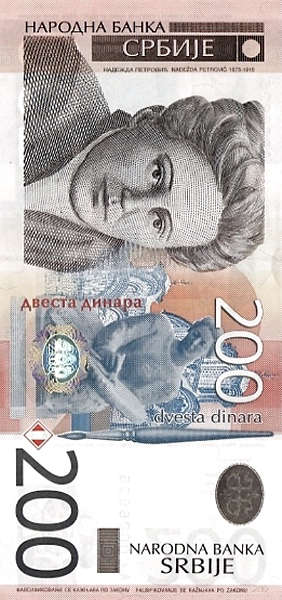 НАРОДНА БАНКА
СРБИЈЕ
НАДЕЖДА ПЕТРОВИЋ NADEŽDA PETROVIĆ 1873-1915
ДВЕСТА ДИНАРА
200
dvesta dinara
200
NARODNA BANKA
SRBIJE
ФАЛСИФИКОВАЊЕ СЕ КАЖЊАВА ПО ЗАКОНУ FALSIFIKOVANJE SE KAŽNJAVA PO ZAKONU